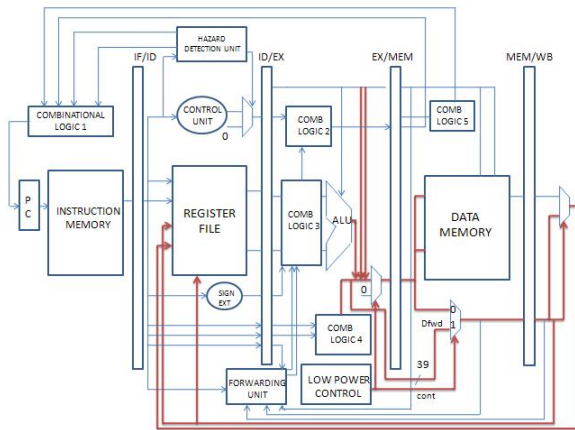 IF/ID
HAZARD
DETECTION UNIT
ID/EX
EX/MEM
MEM/WB
COMBINATIONAL
LOGIC 1
CONTROL
UNIT
0
COMB
LOGIC 2
COMB
LOGIC 5
P
C
INSTRUCTION
MEMORY
REGISTER
FILE
COMB
LOGIC 3
ALU
DATA
MEMORY
SIGN
EXT
0
COMB
LOGIC 4
Dfwd
0
1
FORWARDING
UNIT
LOW POWER
CONTROL
39
cont